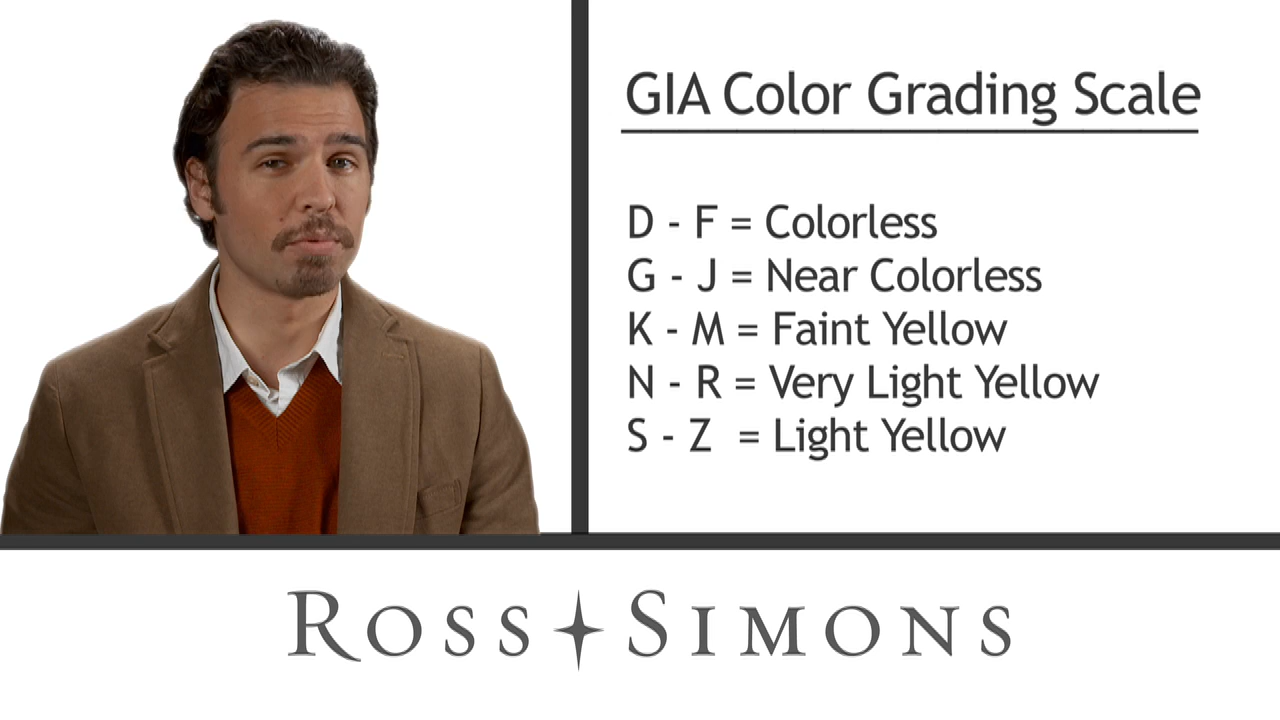 GIA Color Grading Scale
D - F = Colorless
G - J = Near Colorless
K - M = Faint Yellow
N - R = Very Light Yellow
S - Z = Light Yellow
ROSS SIMONS